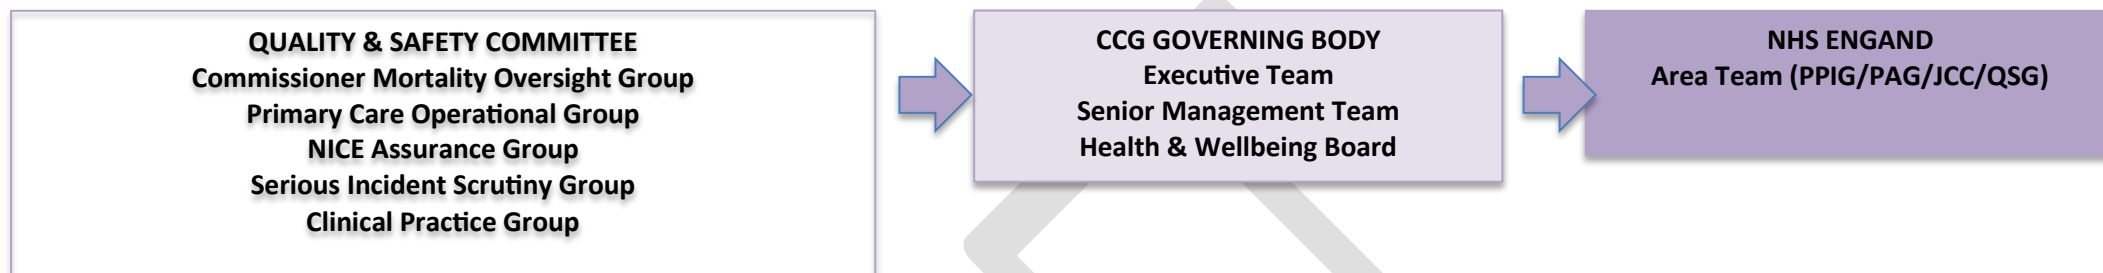 QUALITY & SAFETY COMMITTEE
Commissioner Mortality Oversight Group
Primary Care Operational Group
NICE Assurance Group
Serious Incident Scrutiny Group
Clinical Practice Group
CCG GOVERNING BODY
Executive Team
Senior Management Team
Health & Wellbeing Board
NHS ENGAND
Area Team (PPIG/PAG/JCC/QSG)